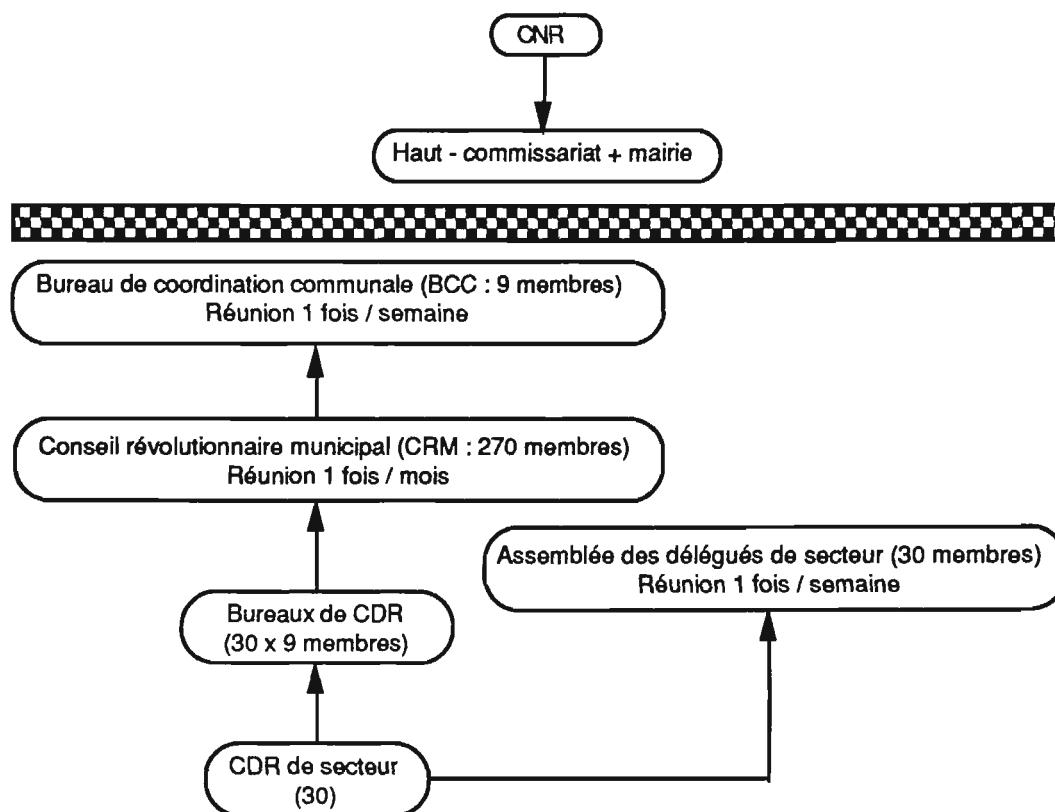 CNR
Haut - commissariat + mairie
Bureau de coordination communale (BCC : 9 membres)
Réunion 1 fois / semaine
Conseil révolutionnaire municipal (CRM : 270 membres)
Réunion 1 fois / mois
Assemblée des délégués de secteur (30 membres)
Réunion 1 fois / semaine
Bureaux de CDR
(30 x 9 membres)
CDR de secteur
(30)